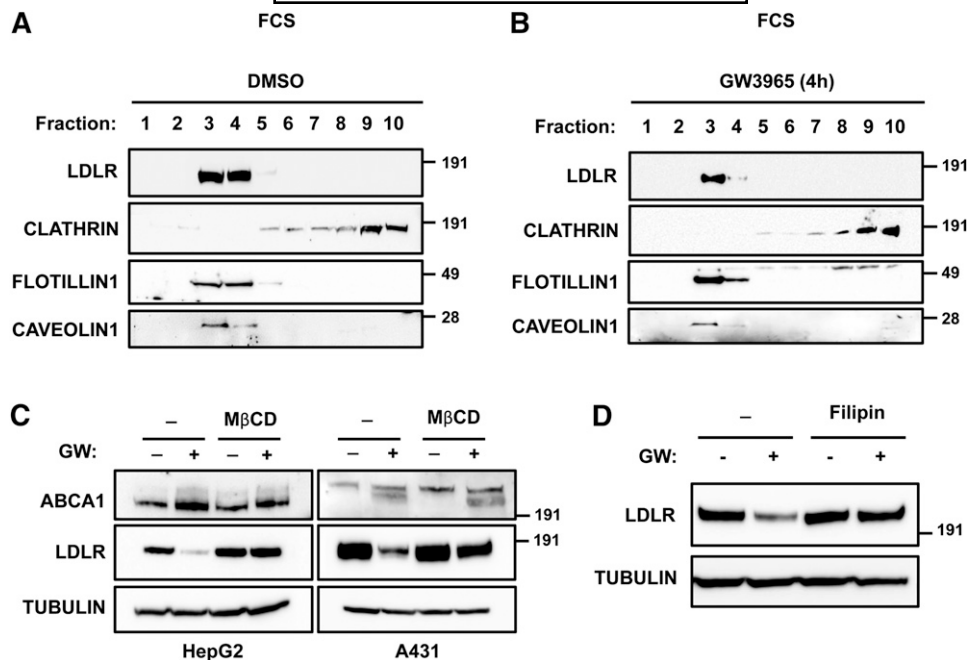 A
FCS
DMSO
Fraction: 1 2 3 4 5 6 7 8 9 10
LDLR
191
CLATHRIN
191
FLOTILLIN1
49
CAVEOLIN1
28
B
FCS
GW3965 (4h)
Fraction: 1 2 3 4 5 6 7 8 9 10
LDLR
191
CLATHRIN
191
FLOTILLIN1
49
CAVEOLIN1
28
C
– MβCD – MβCD
GW: – + – + – + – +
ABCA1
191
LDLR
191
TUBULIN
HepG2 A431
D
– Filipin
GW: - + - +
LDLR
191
TUBULIN